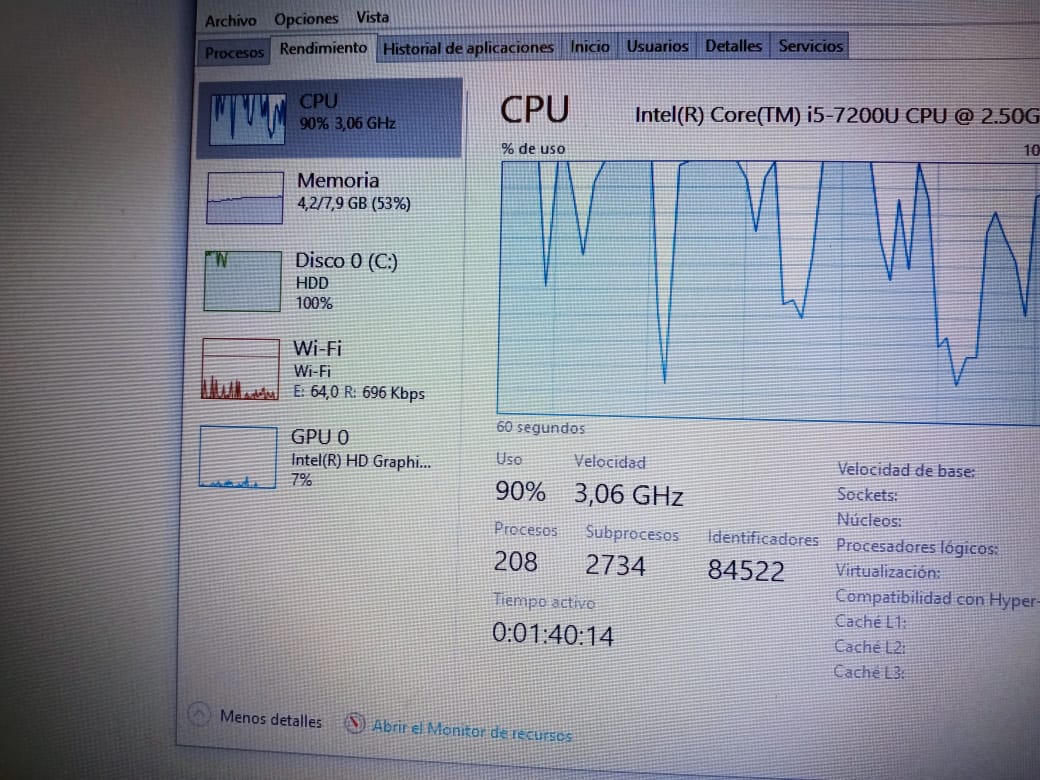 Archivo Opciones Vista
Procesos Rendimiento Historial de aplicaciones Inicio Usuarios Detalles Servicios
CPU
90% 3,06 GHz
Memoria
4,2/7,9 GB (53%)
Disco 0 (C:)
HDD
100%
Wi-Fi
Wi-Fi
E: 64,0 R: 696 Kbps
GPU 0
Intel(R) HD Graphi...
7%
CPU Intel(R) Core(TM) i5-7200U CPU @ 2.50G
% de uso 10
60 segundos
Uso Velocidad
90% 3,06 GHz
Procesos Subprocesos Identificadores
208 2734 84522
Tiempo activo
0:01:40:14
Velocidad de base:
Sockets:
Núcleos:
Procesadores lógicos:
Virtualización:
Compatibilidad con Hyper-
Caché L1:
Caché L2:
Caché L3:
Menos detalles Abrir el Monitor de recursos